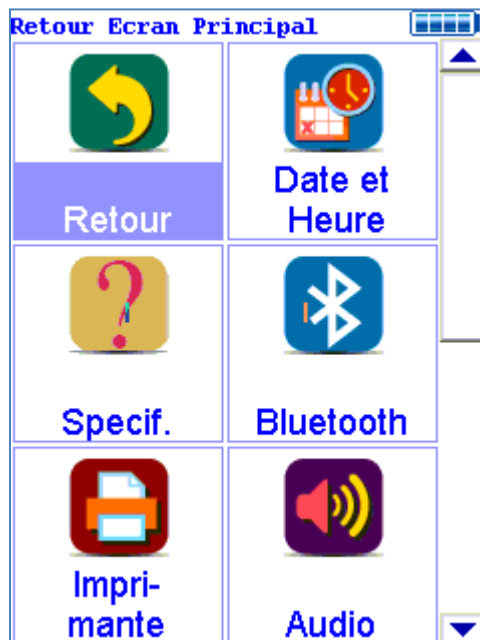 Retour Ecran Principal
Retour
Date et
Heure
Specif.
Bluetooth
Impri-
mante
Audio